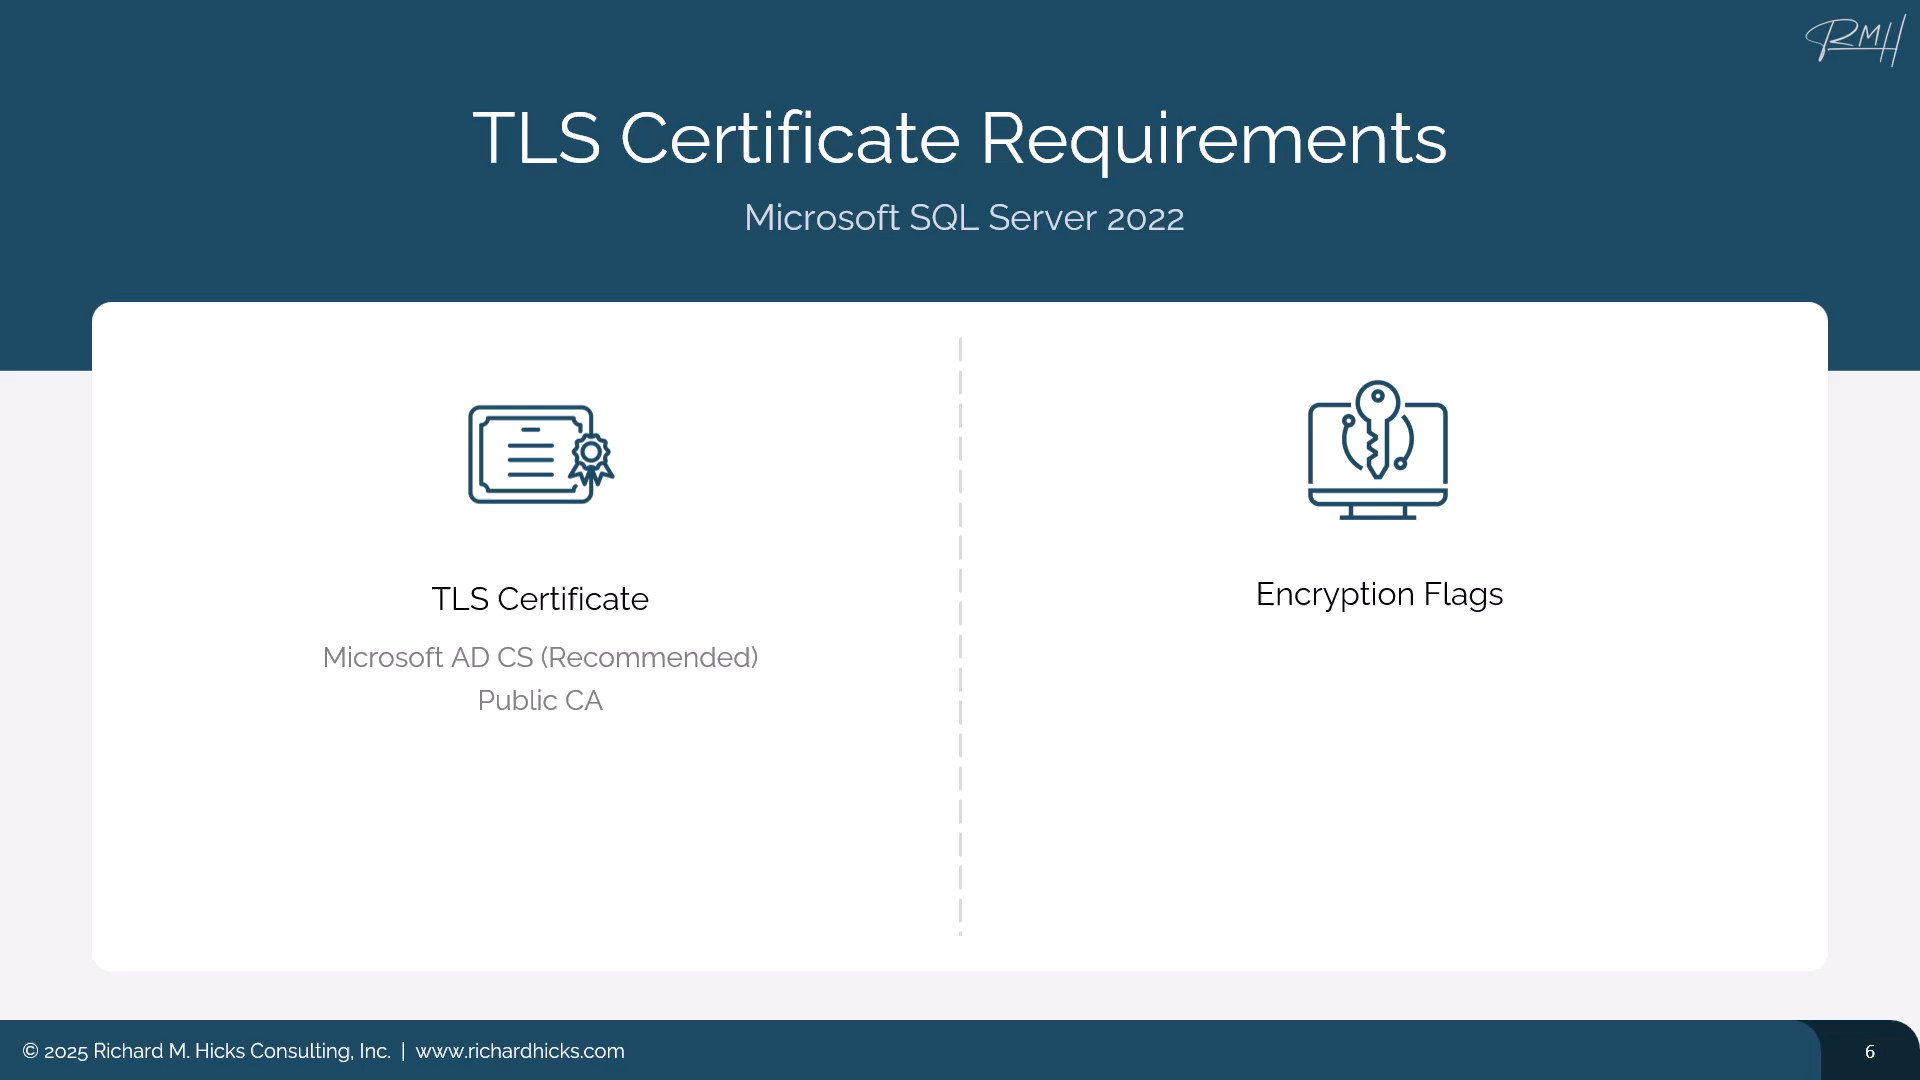 RMH
TLS Certificate Requirements
Microsoft SQL Server 2022
TLS Certificate
Microsoft AD CS (Recommended)
Public CA
Encryption Flags
© 2025 Richard M. Hicks Consulting, Inc. | www.richardhicks.com
6